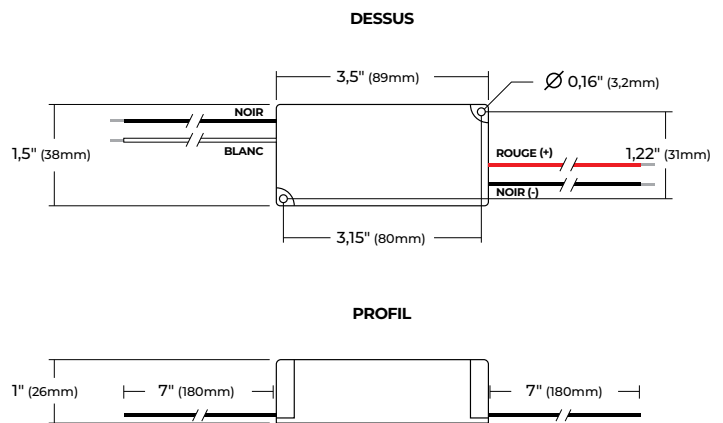 DESSUS
3,5" (89mm)
Ø 0,16" (3,2mm)
NOIR
1,5" (38mm)
BLANC
ROUGE (+)
1,22" (31mm)
NOIR (-)
3,15" (80mm)
PROFIL
1" (26mm)
7" (180mm)
7" (180mm)